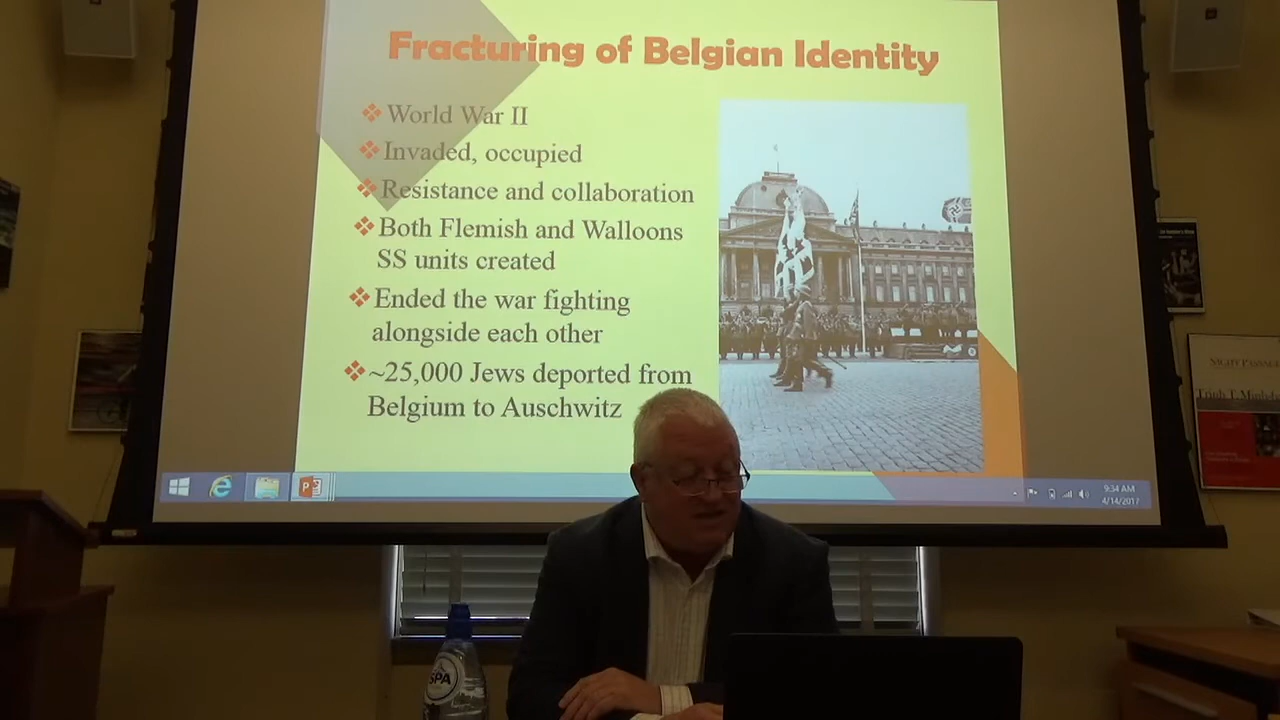 Fracturing of Belgian Identity
World War II
Invaded, occupied
Resistance and collaboration
Both Flemish and Walloons
SS units created
Ended the war fighting
alongside each other
~25,000 Jews deported from
Belgium to Auschwitz
9:34 AM
4/14/2017
SPA